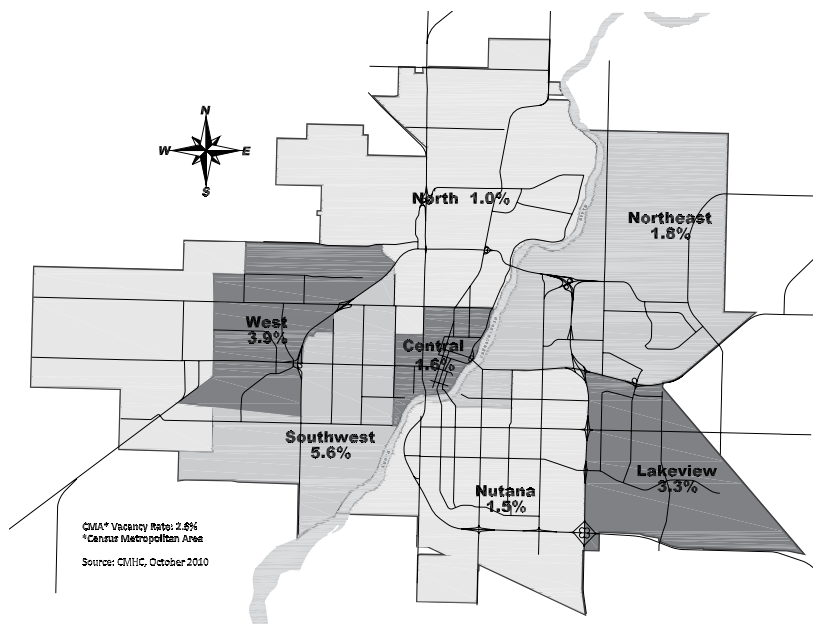 N
W E
S
North 1.0%
Northeast
1.8%
West
3.9%
Central
1.6%
Southwest
5.6%
Lakeview
3.3%
Nutana
1.5%
CMA* Vacancy Rate: 2.6%
*Census Metropolitan Area
Source: CMHC, October 2010